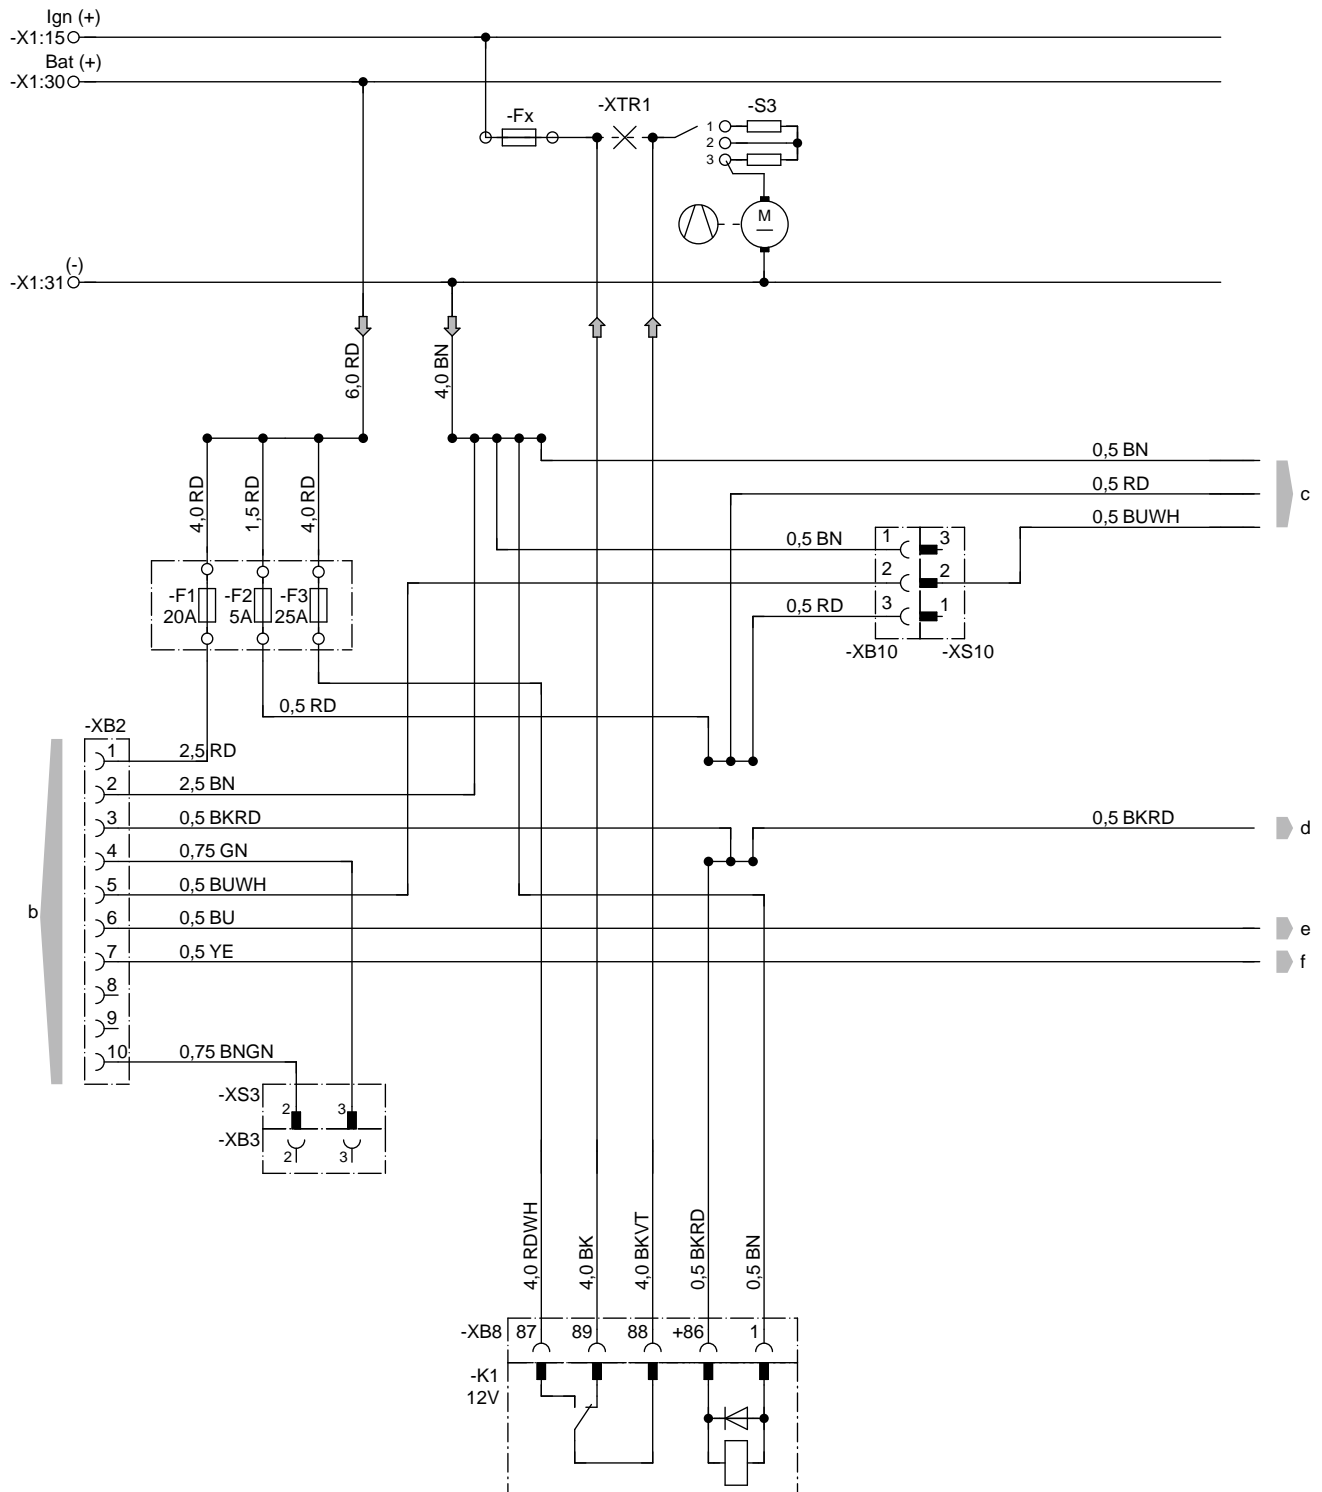 Ign (+)
-X1:15
Bat (+)
-X1:30
-Fx
-XTR1
-S3
1
2
3
M
(-)
-X1:31
6,0 RD
4,0 BN
0,5 BN
0,5 RD
0,5 BUWH
c
4,0 RD
1,5 RD
4,0 RD
0,5 BN
1
3
2
2
0,5 RD
3
1
-XB10
-XS10
-F1
20A
-F2
5A
-F3
25A
0,5 RD
-XB2
1
2,5 RD
2
2,5 BN
3
0,5 BKRD
0,5 BKRD
d
4
0,75 GN
5
0,5 BUWH
b
6
0,5 BU
e
7
0,5 YE
f
8
9
10
0,75 BNGN
-XS3
2
3
-XB3
2
3
4,0 RDWH
4,0 BK
4,0 BKVT
0,5 BKRD
0,5 BN
-XB8
87
89
88
+86
1
-K1
12V